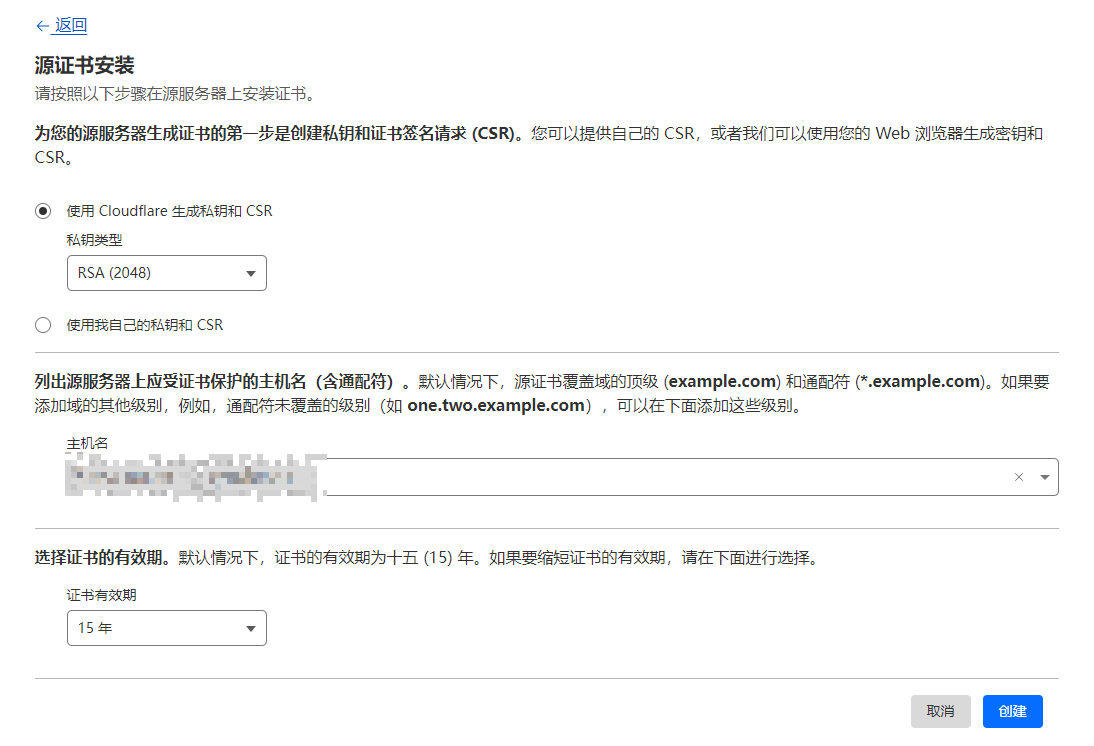 ← 返回
源证书安装
请按照以下步骤在源服务器上安装证书。
为您的源服务器生成证书的第一步是创建私钥和证书签名请求 (CSR)。您可以提供自己的 CSR，或者我们可以使用您的 Web 浏览器生成密钥和
CSR。
使用 Cloudflare 生成私钥和 CSR
私钥类型
RSA (2048)
使用我自己的私钥和 CSR
列出源服务器上应受证书保护的主机名（含通配符）。默认情况下，源证书覆盖域的顶级 (example.com) 和通配符 (*.example.com)。如果要
添加域的其他级别，例如，通配符未覆盖的级别（如 one.two.example.com），可以在下面添加这些级别。
主机名
选择证书的有效期。默认情况下，证书的有效期为十五 (15) 年。如果要缩短证书的有效期，请在下面进行选择。
证书有效期
15 年
取消
创建